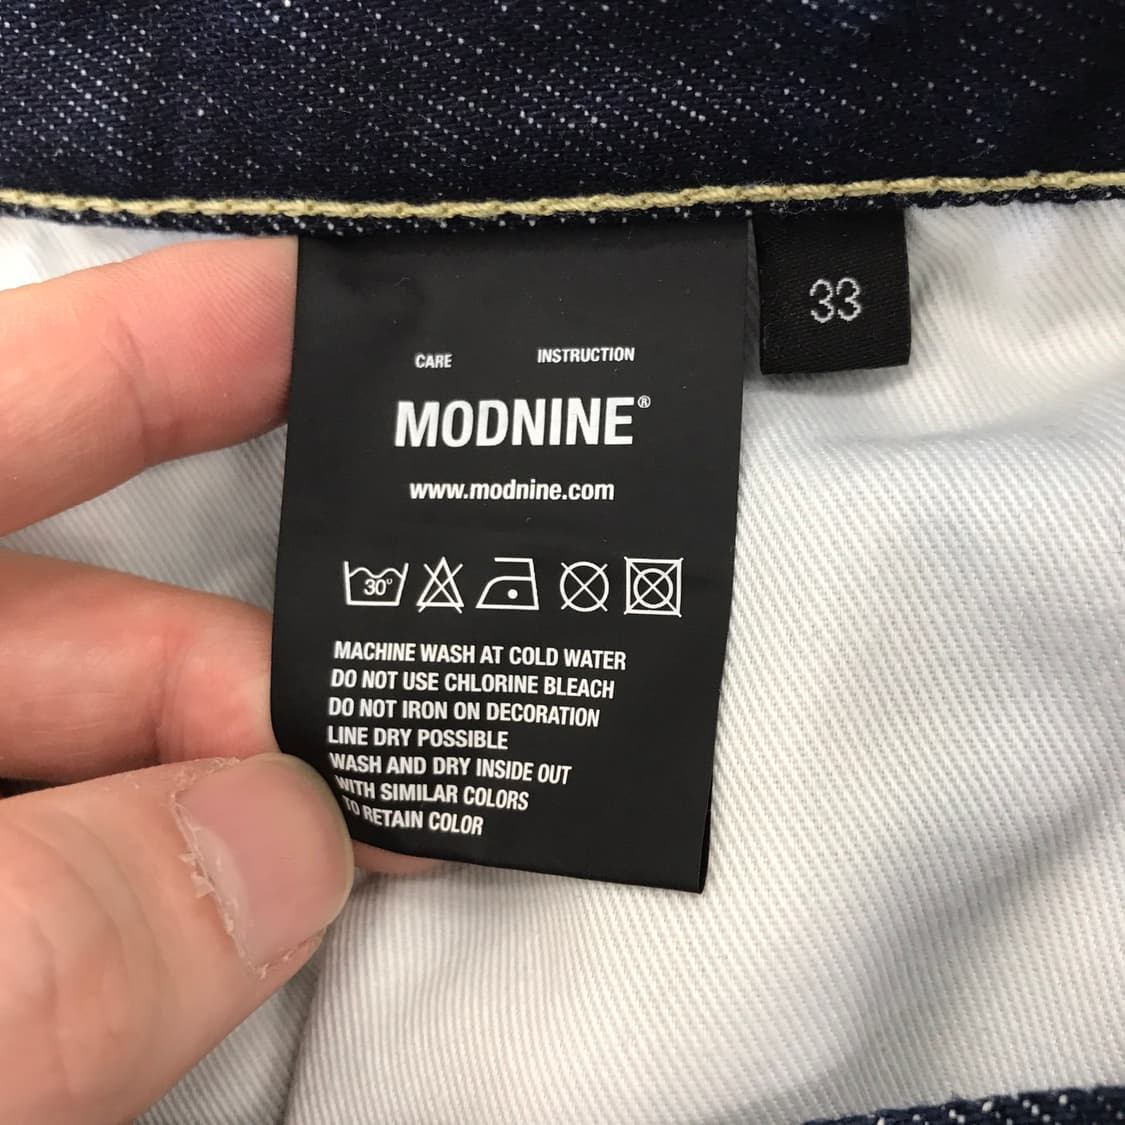 CARE INSTRUCTION
MODNINE®
www.modnine.com
30°
MACHINE WASH AT COLD WATER
DO NOT USE CHLORINE BLEACH
DO NOT IRON ON DECORATION
LINE DRY POSSIBLE
WASH AND DRY INSIDE OUT
WITH SIMILAR COLORS
TO RETAIN COLOR
33